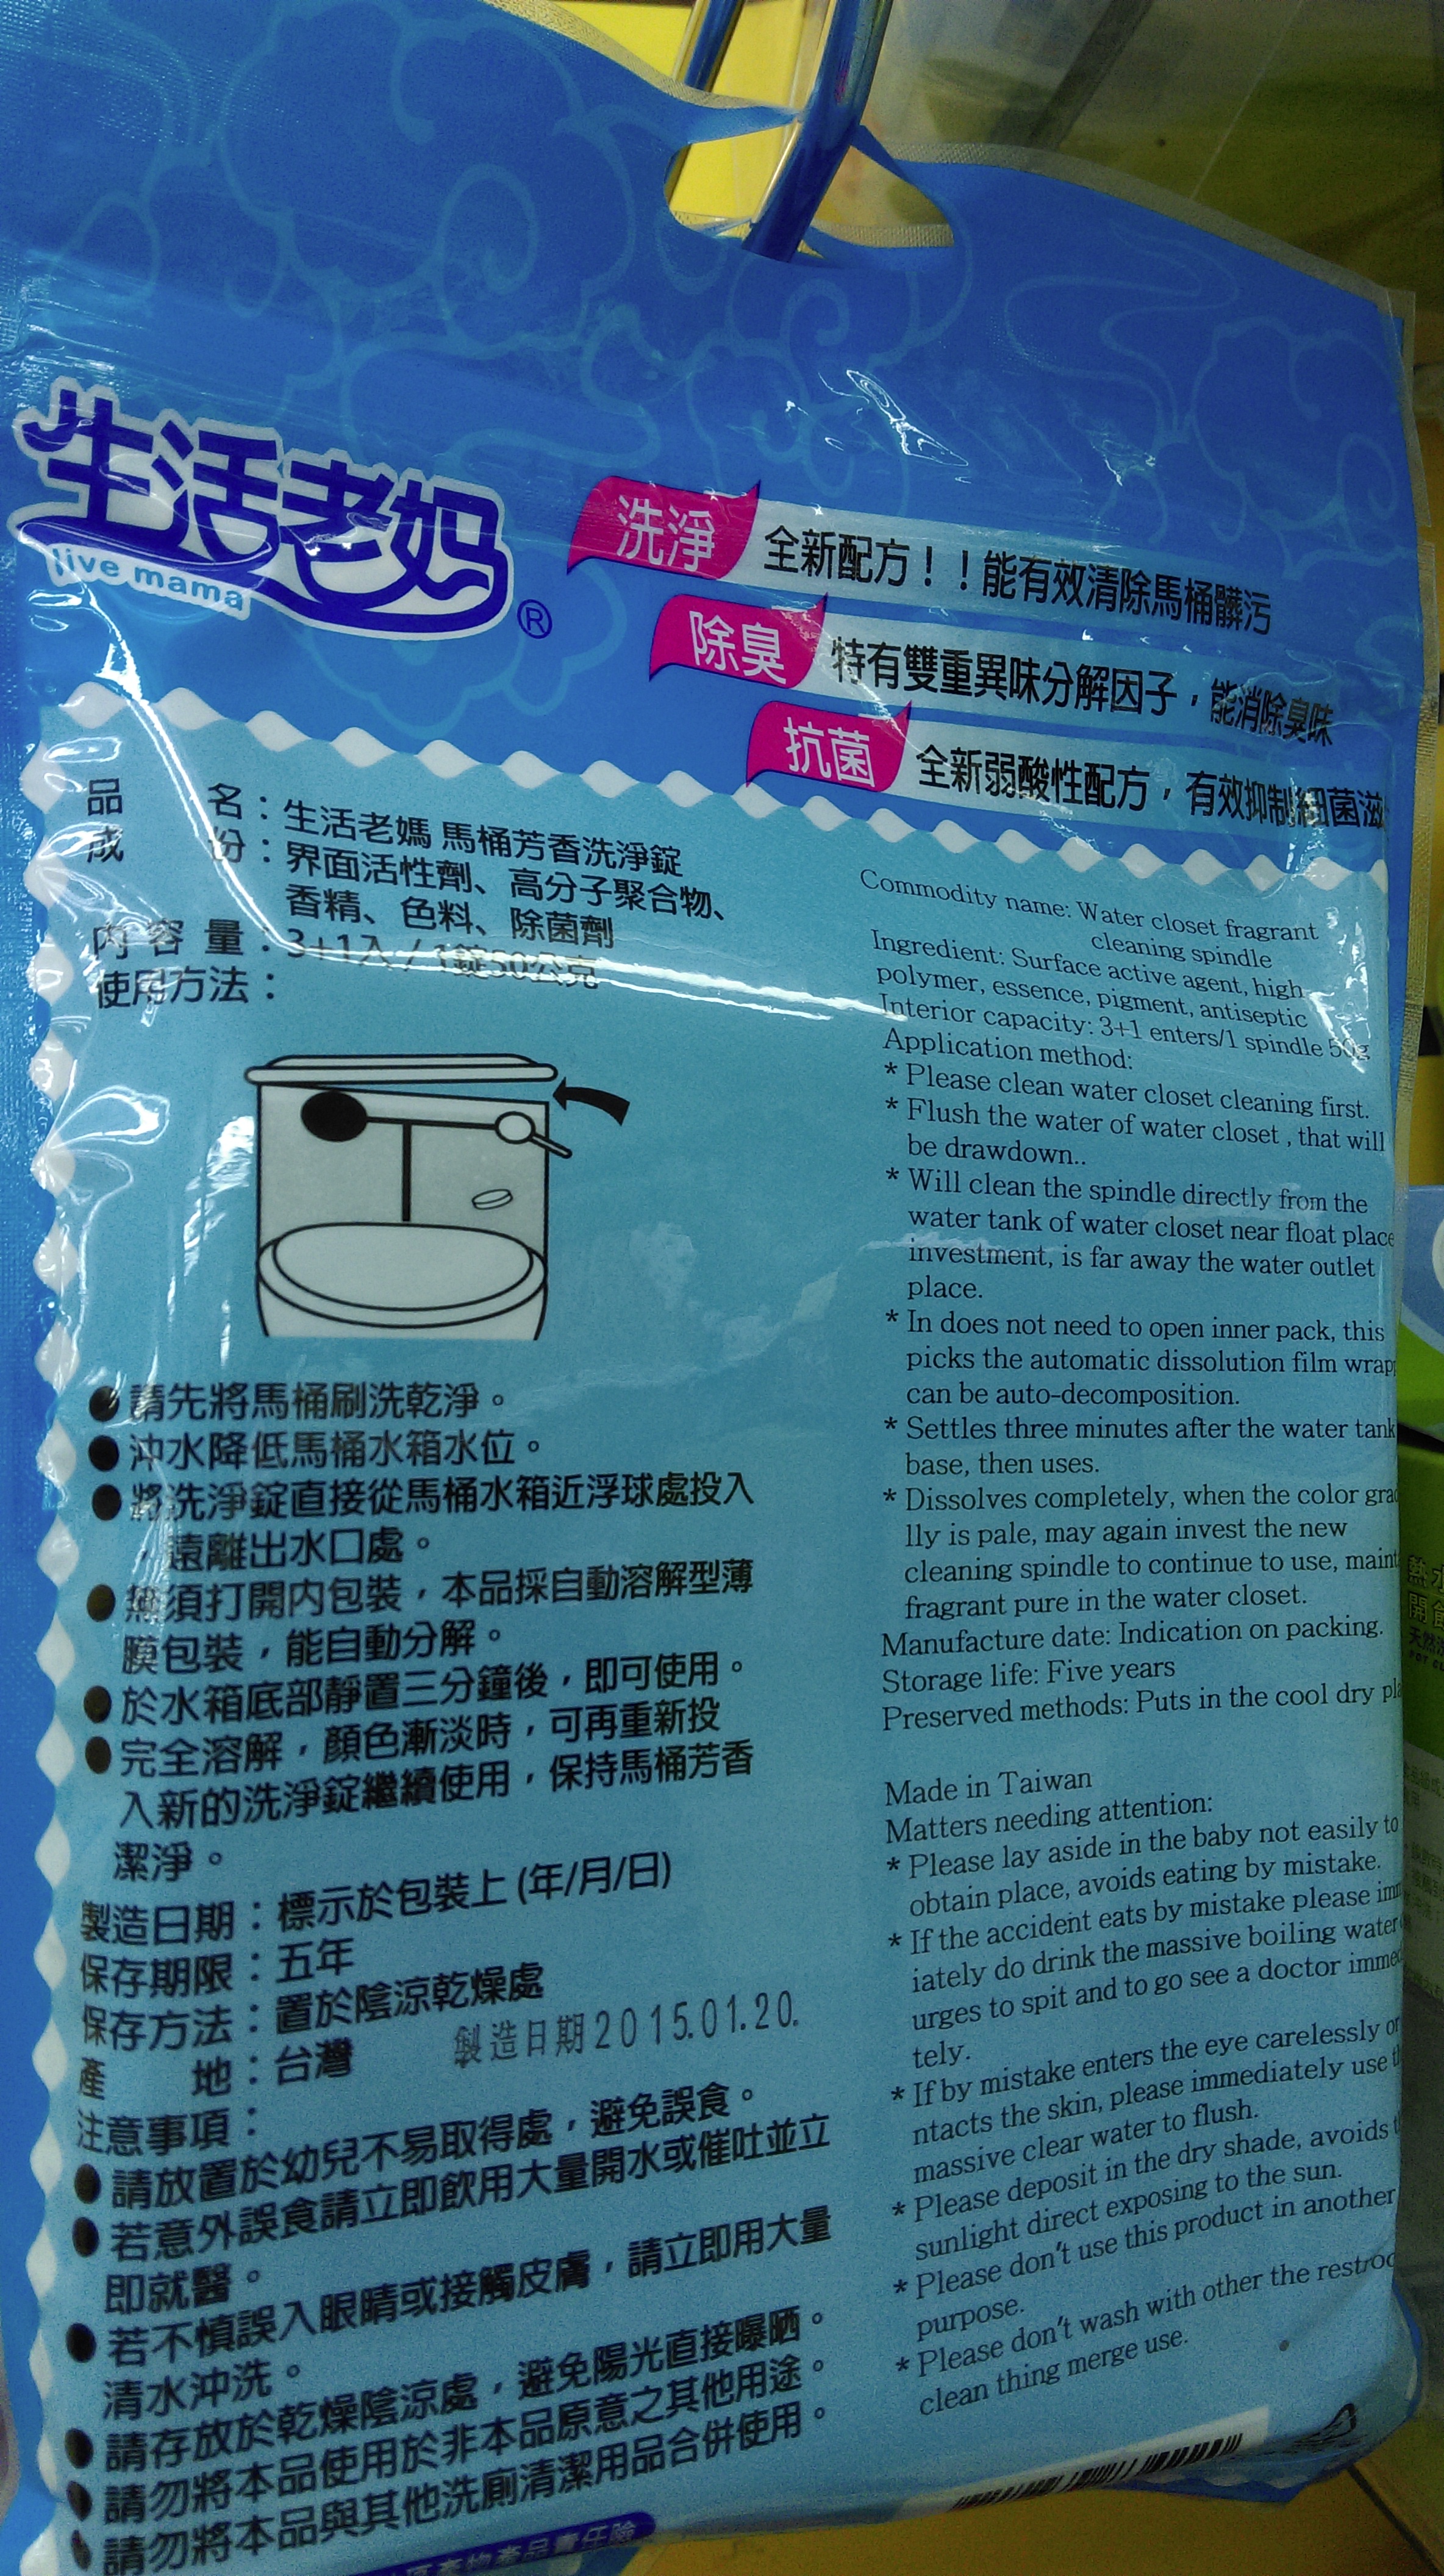 生活老妈
live mama
®
洗淨 全新配方！！能有效清除馬桶髒污
除臭 特有雙重異味分解因子，能消除臭味
抗菌 全新弱酸性配方，有效抑制細菌滋
品名：生活老媽 馬桶芳香洗淨錠
成份：界面活性劑、高分子聚合物、
香精、色料、除菌劑
內容量：3+1入／1錠50公克
使用方法：
●請先將馬桶刷洗乾淨。
●沖水降低馬桶水箱水位。
●將洗淨錠直接從馬桶水箱近浮球處投入
，遠離出水口處。
●無須打開內包裝，本品採自動溶解型薄
膜包裝，能自動分解。
●於水箱底部靜置三分鐘後，即可使用。
●完全溶解，顏色漸淡時，可再重新投
入新的洗淨錠繼續使用，保持馬桶芳香
潔淨。
製造日期：標示於包裝上(年/月/日)
保存期限：五年
保存方法：置於陰涼乾燥處
產地：台灣
製造日期2015.01.20.
注意事項：
●請放置於幼兒不易取得處，避免誤食。
●若意外誤食請立即飲用大量開水或催吐並立
即就醫。
●若不慎誤入眼睛或接觸皮膚，請立即用大量
清水沖洗。
●請存放於乾燥陰涼處，避免陽光直接曝晒。
●請勿將本品使用於非本品原意之其他用途。
●請勿將本品與其他洗廁清潔用品合併使用。
產物產品責任險
Commodity name: Water closet fragrant
cleaning spindle
Ingredient: Surface active agent, high
polymer, essence, pigment, antiseptic
Interior capacity: 3+1 enters/1 spindle 50g
Application method:
* Please clean water closet cleaning first.
* Flush the water of water closet , that will
be drawdown..
* Will clean the spindle directly from the
water tank of water closet near float place
investment, is far away the water outlet
place.
* In does not need to open inner pack, this
picks the automatic dissolution film wrapp
can be auto-decomposition.
* Settles three minutes after the water tank
base, then uses.
* Dissolves completely, when the color grad
lly is pale, may again invest the new
cleaning spindle to continue to use, maint
fragrant pure in the water closet.
Manufacture date: Indication on packing.
Storage life: Five years
Preserved methods: Puts in the cool dry pla
Made in Taiwan
Matters needing attention:
* Please lay aside in the baby not easily to
obtain place, avoids eating by mistake.
* If the accident eats by mistake please imm
iately do drink the massive boiling water
urges to spit and to go see a doctor immed
tely.
* If by mistake enters the eye carelessly or
ntacts the skin, please immediately use t
massive clear water to flush.
* Please deposit in the dry shade, avoids t
sunlight direct exposing to the sun.
* Please don't use this product in another
purpose.
* Please don't wash with other the restroo
clean thing merge use.